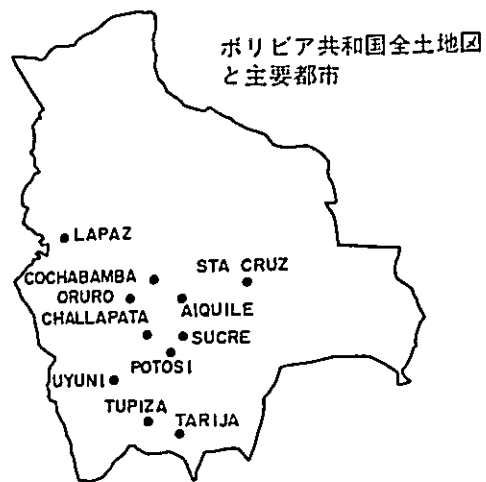 ボリビア共和国全土地図
と主要都市
LAPAZ
STA CRUZ
COCHABAMBA
ORURO
AIQUILE
CHALLAPATA
SUCRE
POTOSI
UYUNI
TUPIZA
TARIJA